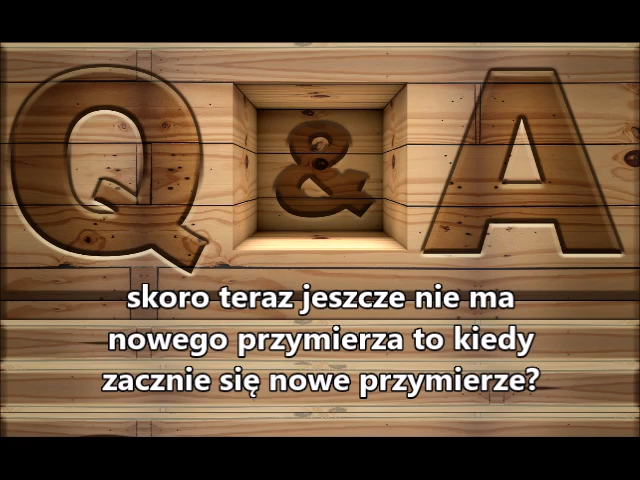 Q & A
skoro teraz jeszcze nie ma
nowego przymierza to kiedy
zacznie się nowe przymierze?